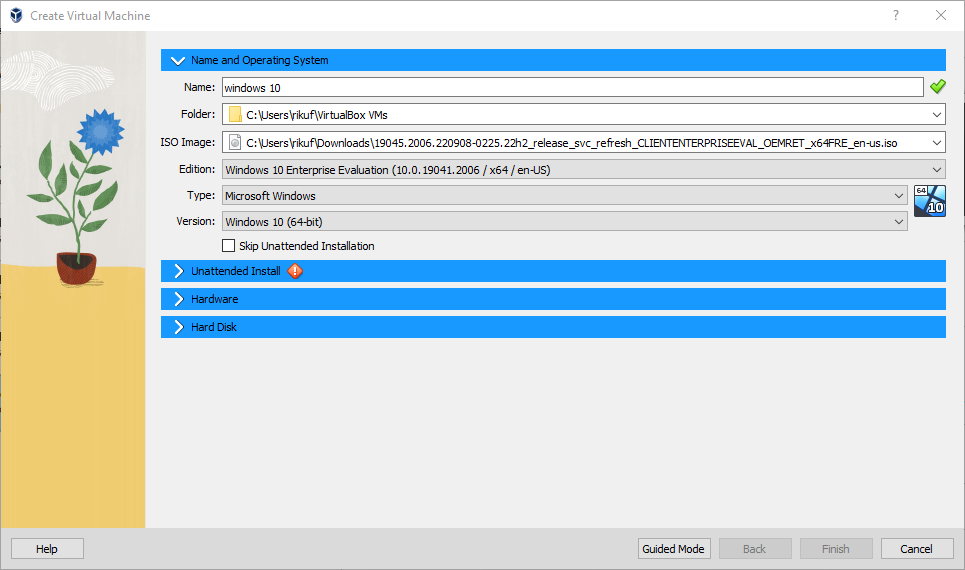 Create Virtual Machine
Name and Operating System
Name: windows 10
Folder: C:\Users\rikuf\VirtualBox VMs
ISO Image: C:\Users\rikuf\Downloads\19045.2006.220908-0225.22h2_release_svc_refresh_CLIENTENTERPRISEEVAL_OEMRET_x64FRE_en-us.iso
Edition: Windows 10 Enterprise Evaluation (10.0.19041.2006 / x64 / en-US)
Type: Microsoft Windows
64
10
Version: Windows 10 (64-bit)
Skip Unattended Installation
Unattended Install
Hardware
Hard Disk
Help Guided Mode Back Finish Cancel